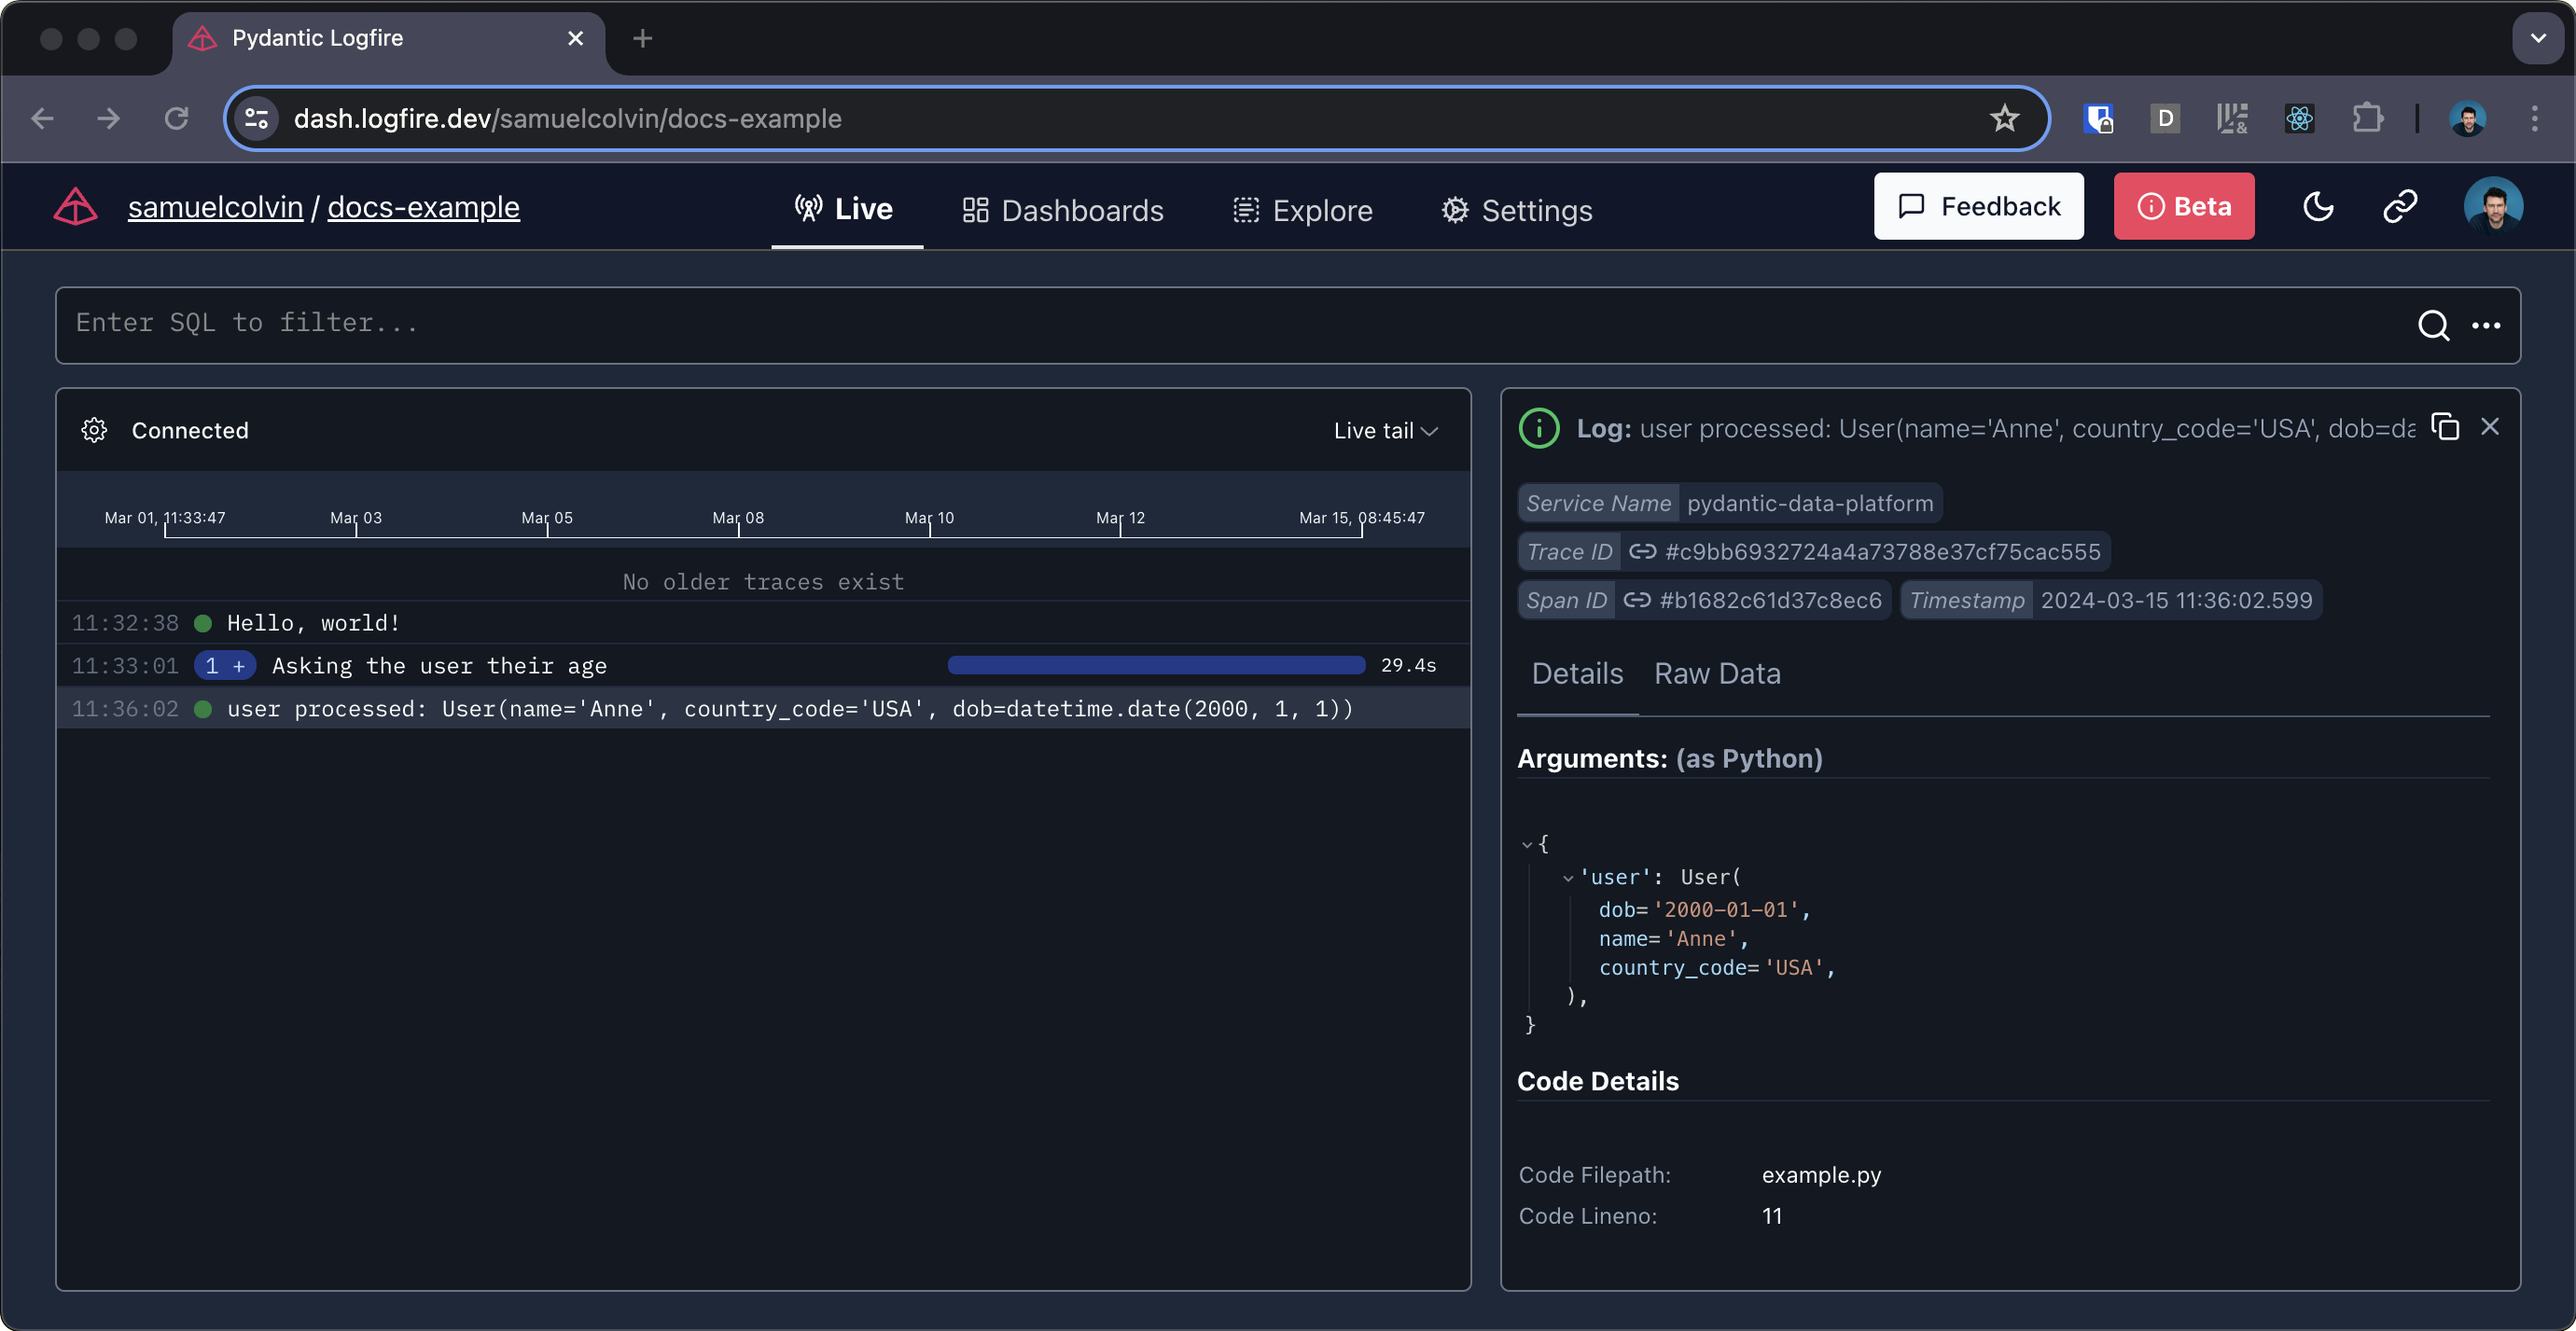 Pydantic Logfire
dash.logfire.dev/samuelcolvin/docs-example
D
&
samuelcolvin / docs-example
Live
Dashboards
Explore
Settings
Feedback
Beta
Enter SQL to filter...
Connected
Live tail
Mar 01, 11:33:47 Mar 03 Mar 05 Mar 08 Mar 10 Mar 12 Mar 15, 08:45:47
No older traces exist
11:32:38 Hello, world!
11:33:01 1 + Asking the user their age 29.4s
11:36:02 user processed: User(name='Anne', country_code='USA', dob=datetime.date(2000, 1, 1))
Log: user processed: User(name='Anne', country_code='USA', dob=da
Service Name pydantic-data-platform
Trace ID #c9bb6932724a4a73788e37cf75cac555
Span ID #b1682c61d37c8ec6 Timestamp 2024-03-15 11:36:02.599
Details Raw Data
Arguments: (as Python)
{
'user': User(
dob='2000-01-01',
name='Anne',
country_code='USA',
),
}
Code Details
Code Filepath: example.py
Code Lineno: 11